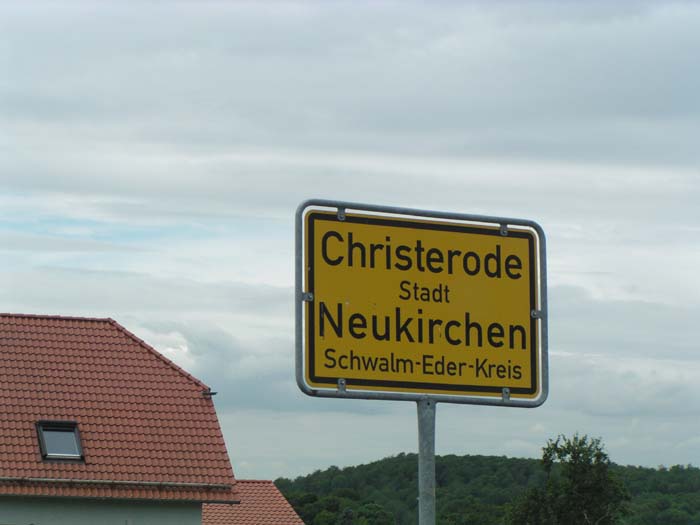 Christerode
Stadt
Neukirchen
Schwalm-Eder-Kreis